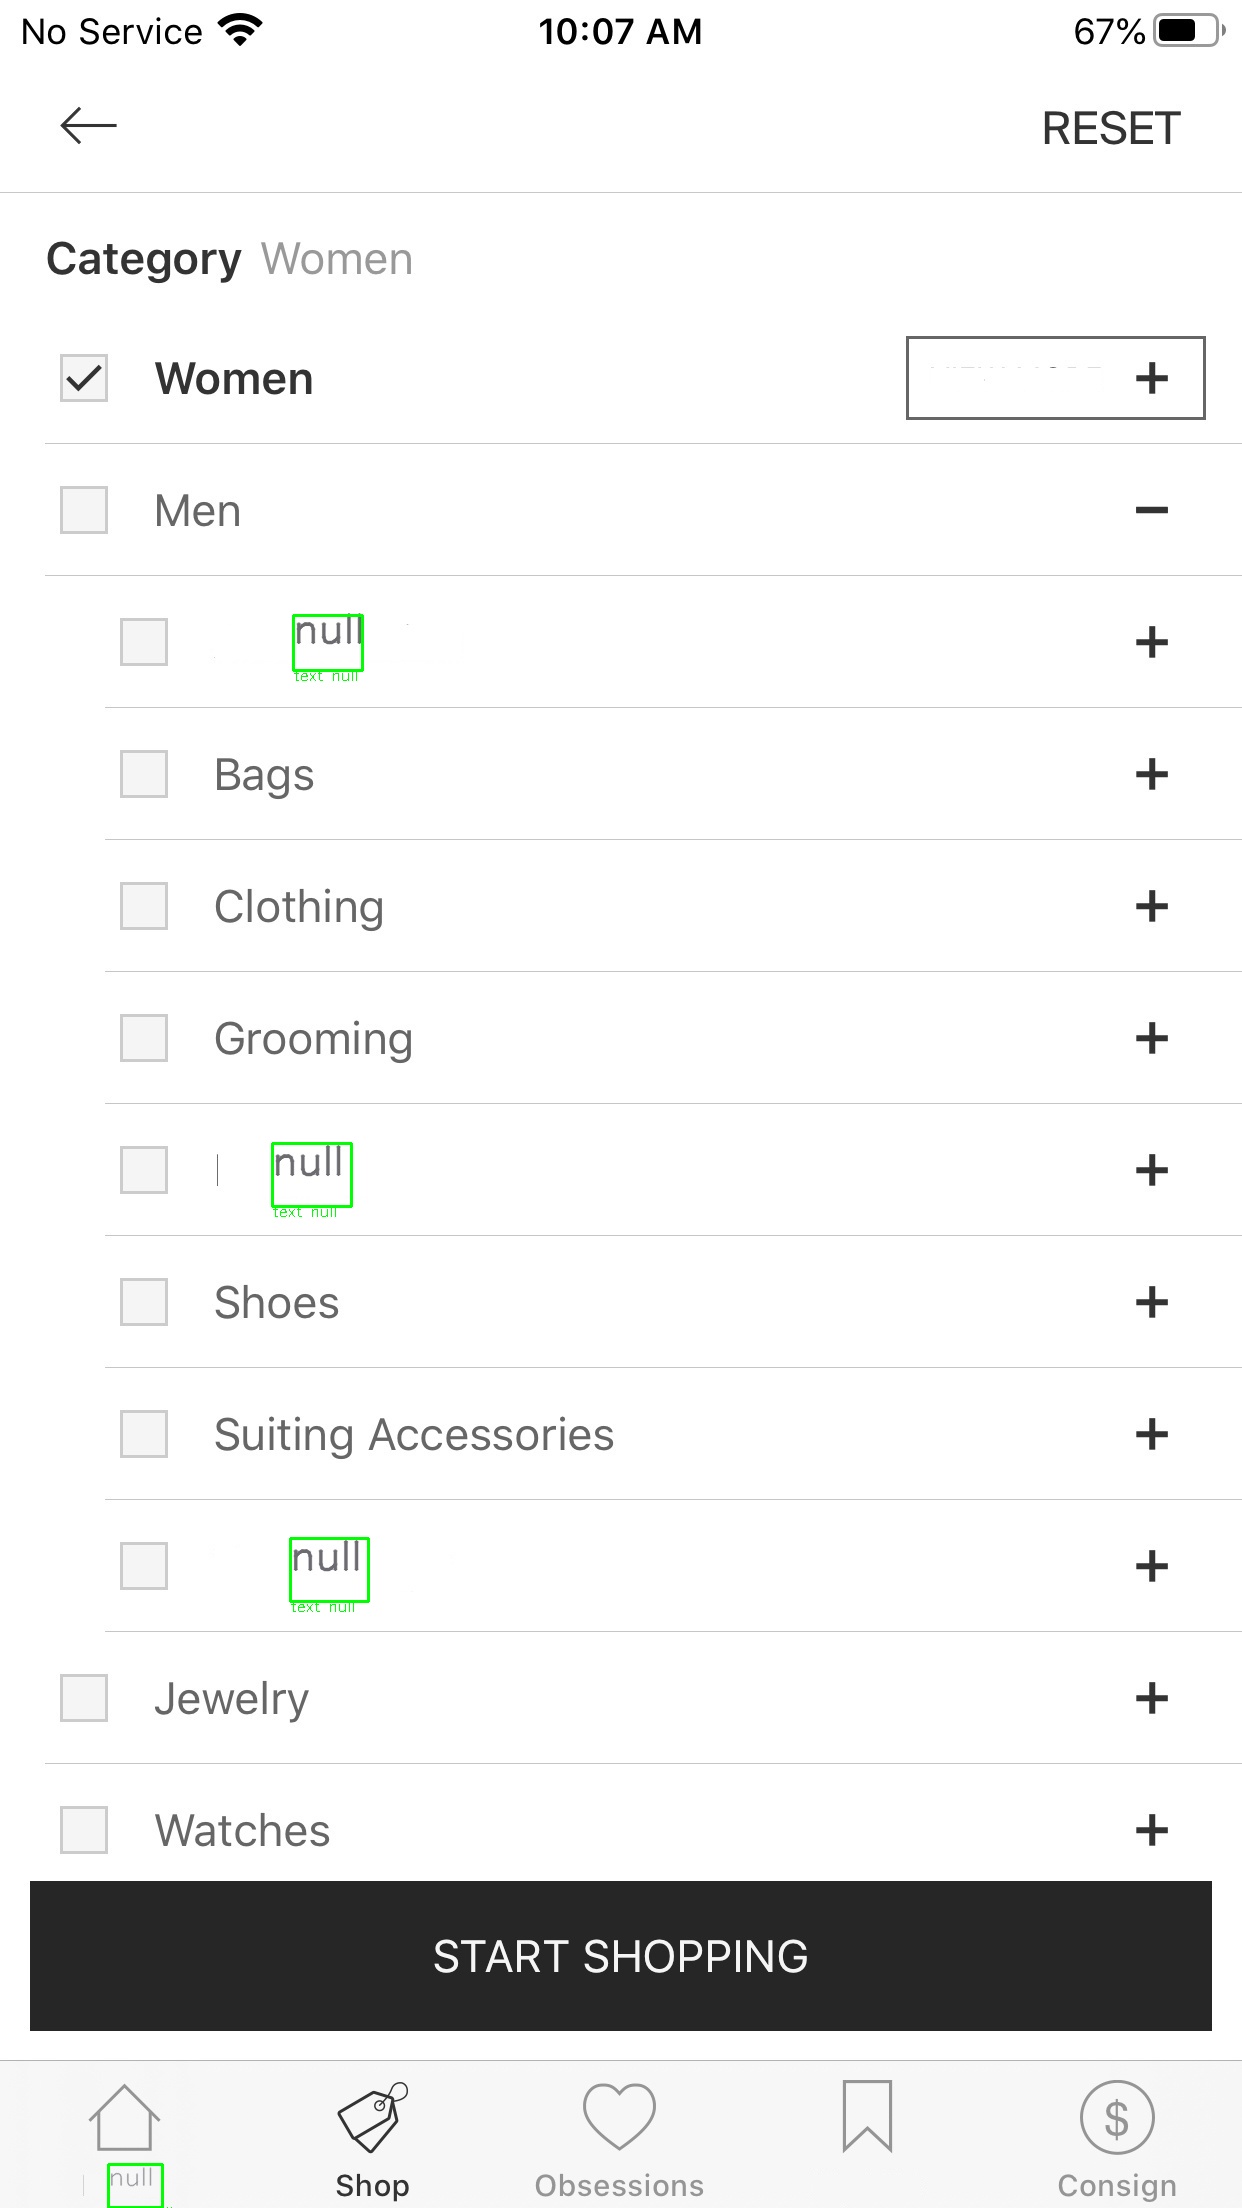 No Service 10:07 AM 67%
RESET
Category Women
Women
Men
null
text null
Bags
Clothing
Grooming
null
text null
Shoes
Suiting Accessories
null
text null
Jewelry
Watches
START SHOPPING
null Shop Obsessions Consign